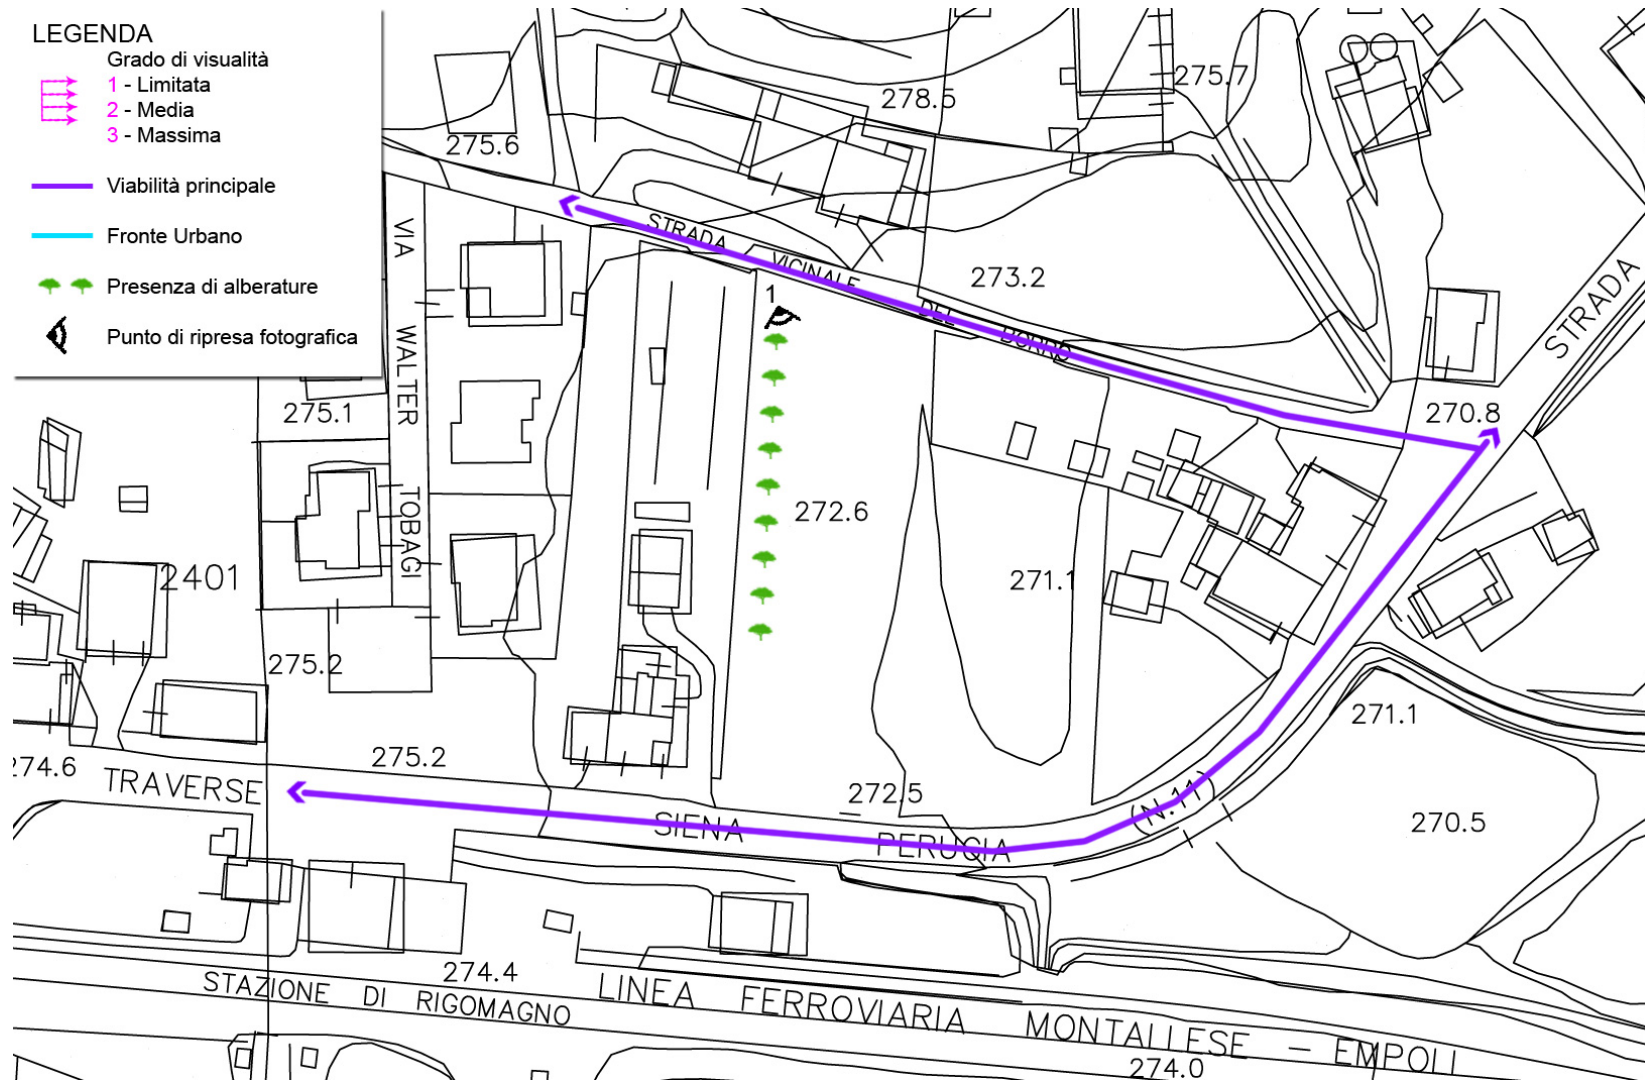 LEGENDA
Grado di visualità
1 - Limitata
2 - Media
3 - Massima
Viabilità principale
Fronte Urbano
Presenza di alberature
Punto di ripresa fotografica
275.7
278.5
275.6
STRADA VICINALE DEL BORRO
273.2
1
STRADA
VIA WALTER TOBAGI
275.1
270.8
272.6
2401
271.1
275.2
271.1
275.2
274.6
TRAVERSE SIENA PERUGIA (N.11)
272.5
270.5
274.4
STAZIONE DI RIGOMAGNO
LINEA FERROVIARIA MONTALLESE - EMPOLI
274.0